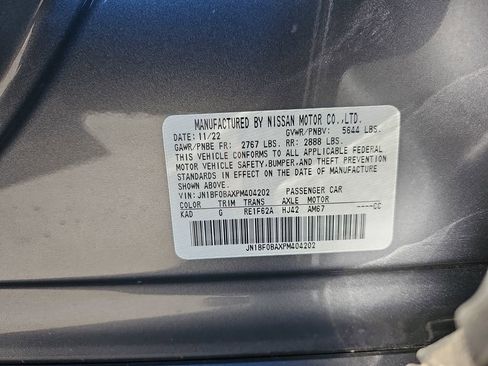 MANUFACTURED BY NISSAN MOTOR CO.,LTD.
DATE: 11/22 GVWR/PNBV: 5644 LBS.
GAWR/PNBE FR: 2767 LBS. RR: 2888 LBS.
THIS VEHICLE CONFORMS TO ALL APPLICABLE FEDERAL
MOTOR VEHICLE SAFETY,BUMPER,AND THEFT PREVENTION
STANDARDS IN EFFECT ON THE DATE OF MANUFACTURE
SHOWN ABOVE.
VIN: JN1BF0BAXPM404202 PASSENGER CAR
COLOR TRIM TRANS AXLE MOTOR
KAD G RE1F62A HJ42 AM67 ----CC
JN1BF0BAXPM404202